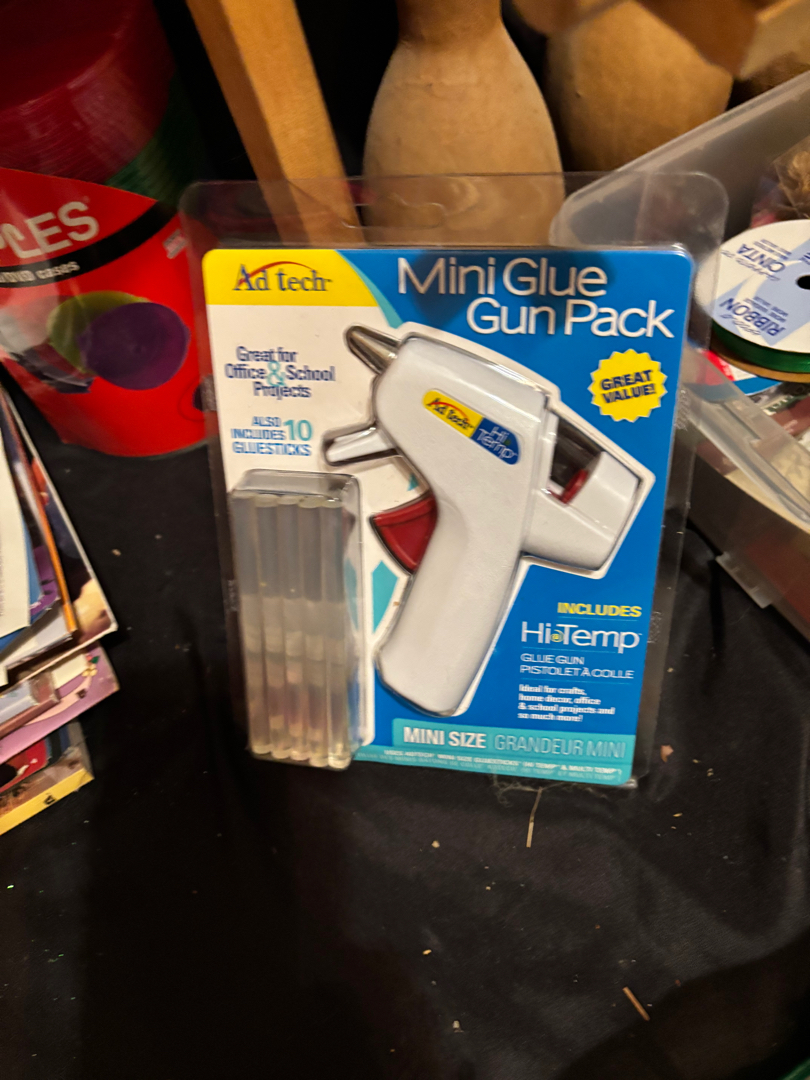 Ad tech
Mini Glue
Gun Pack
Great for
Office & School
Projects
GREAT
VALUE!
ALSO
INCLUDES 10
GLUESTICKS
Ad tech
Hi
Temp
INCLUDES
Hi Temp
GLUE GUN
PISTOLET À COLLE
Ideal for crafts,
home decor, office
& school projects and
so much more!
MINI SIZE GRANDEUR MINI
LES
cases
CINTA
RIBBON